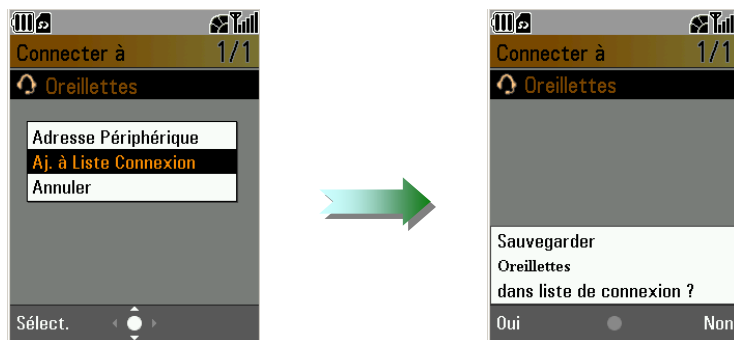 Connecter à 1/1
Oreillettes
Adresse Périphérique
Aj. à Liste Connexion
Annuler
Sélect.
Connecter à 1/1
Oreillettes
Sauvegarder
Oreillettes
dans liste de connexion ?
Oui Non